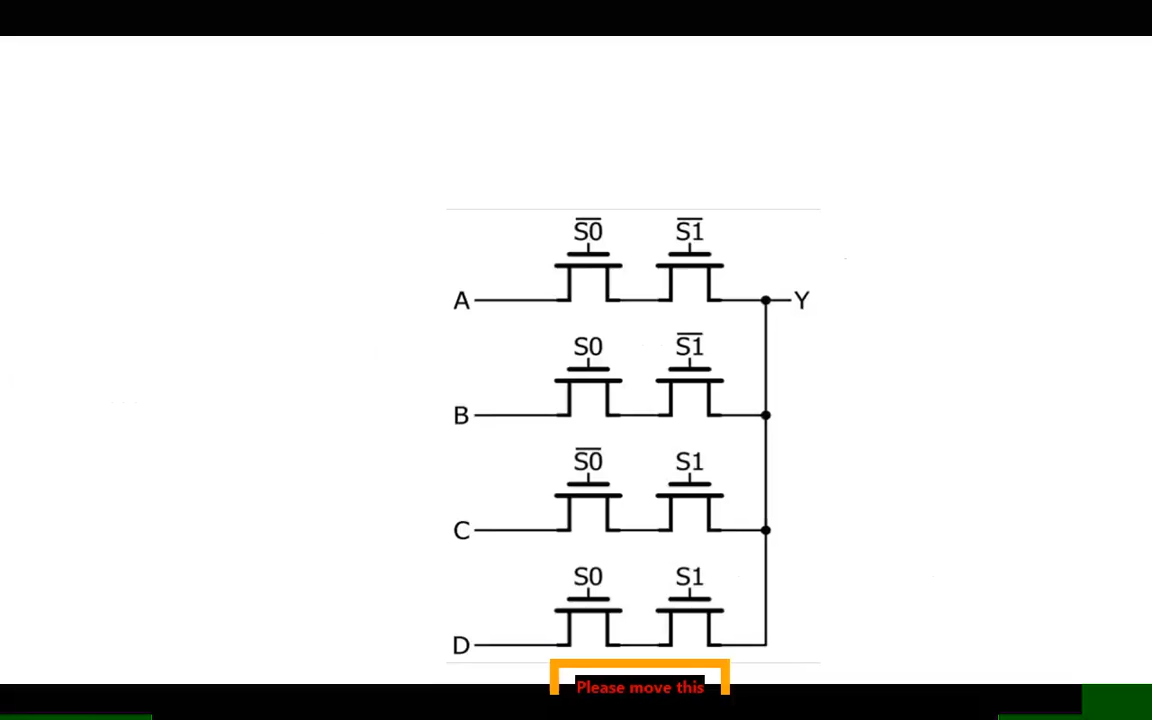 S̅0̅ S̅1̅
A Y
S0 S̅1̅
B
S̅0̅ S1
C
S0 S1
D
Please move this